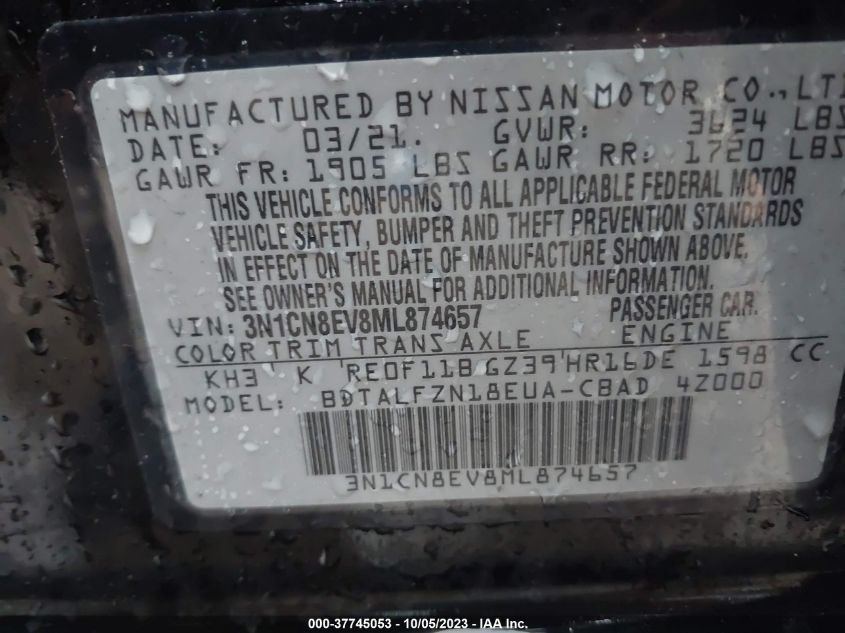 MANUFACTURED BY NISSAN MOTOR CO., LT
DATE: 03/21. GVWR: 3624 LBS
GAWR FR: 1905 LBS GAWR RR: 1720 LBS
THIS VEHICLE CONFORMS TO ALL APPLICABLE FEDERAL MOTOR
VEHICLE SAFETY, BUMPER AND THEFT PREVENTION STANDARDS
IN EFFECT ON THE DATE OF MANUFACTURE SHOWN ABOVE.
SEE OWNER'S MANUAL FOR ADDITIONAL INFORMATION.
VIN: 3N1CN8EV8ML874657 PASSENGER CAR.
COLOR TRIM TRANS AXLE ENGINE
KH3 K RE0F11B GZ39 HR16DE 1598 CC
MODEL: BDTALFZN18EUA-CBAD 4Z000
3N1CN8EV8ML874657
000-37745053 - 10/05/2023 - IAA Inc.